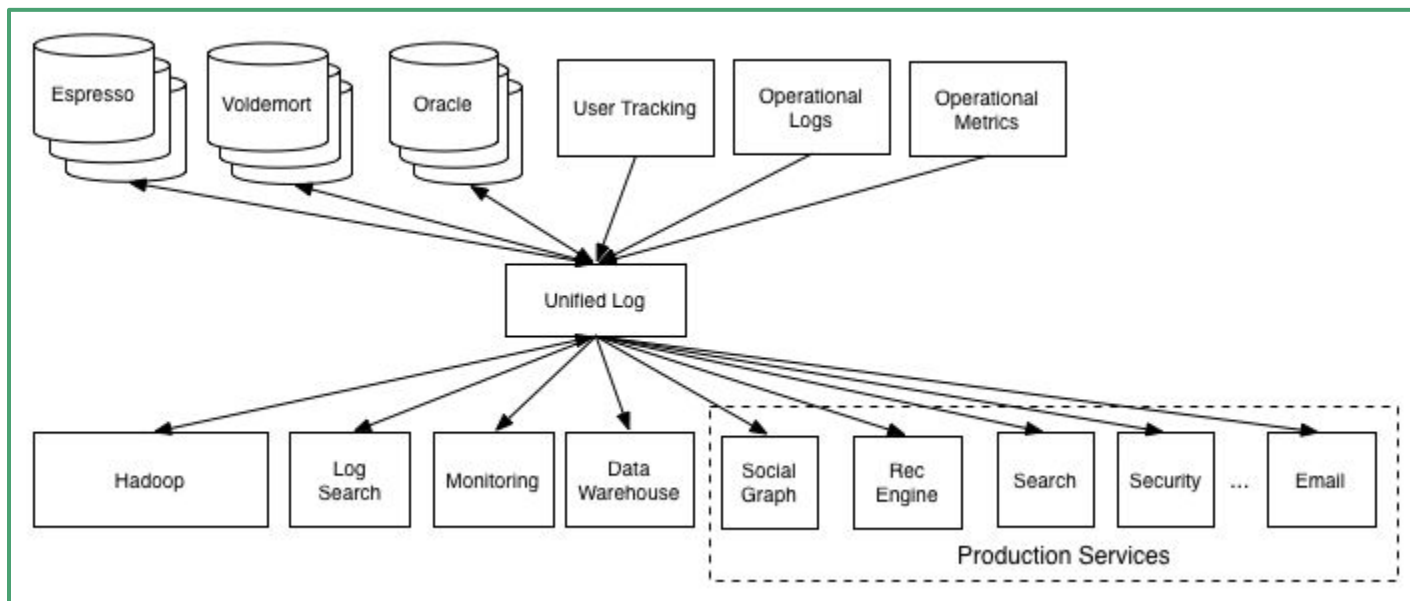 Espresso
Voldemort
Oracle
User Tracking
Operational
Logs
Operational
Metrics
Unified Log
Hadoop
Log
Search
Monitoring
Data
Warehouse
Social
Graph
Rec
Engine
Search
Security
...
Email
Production Services